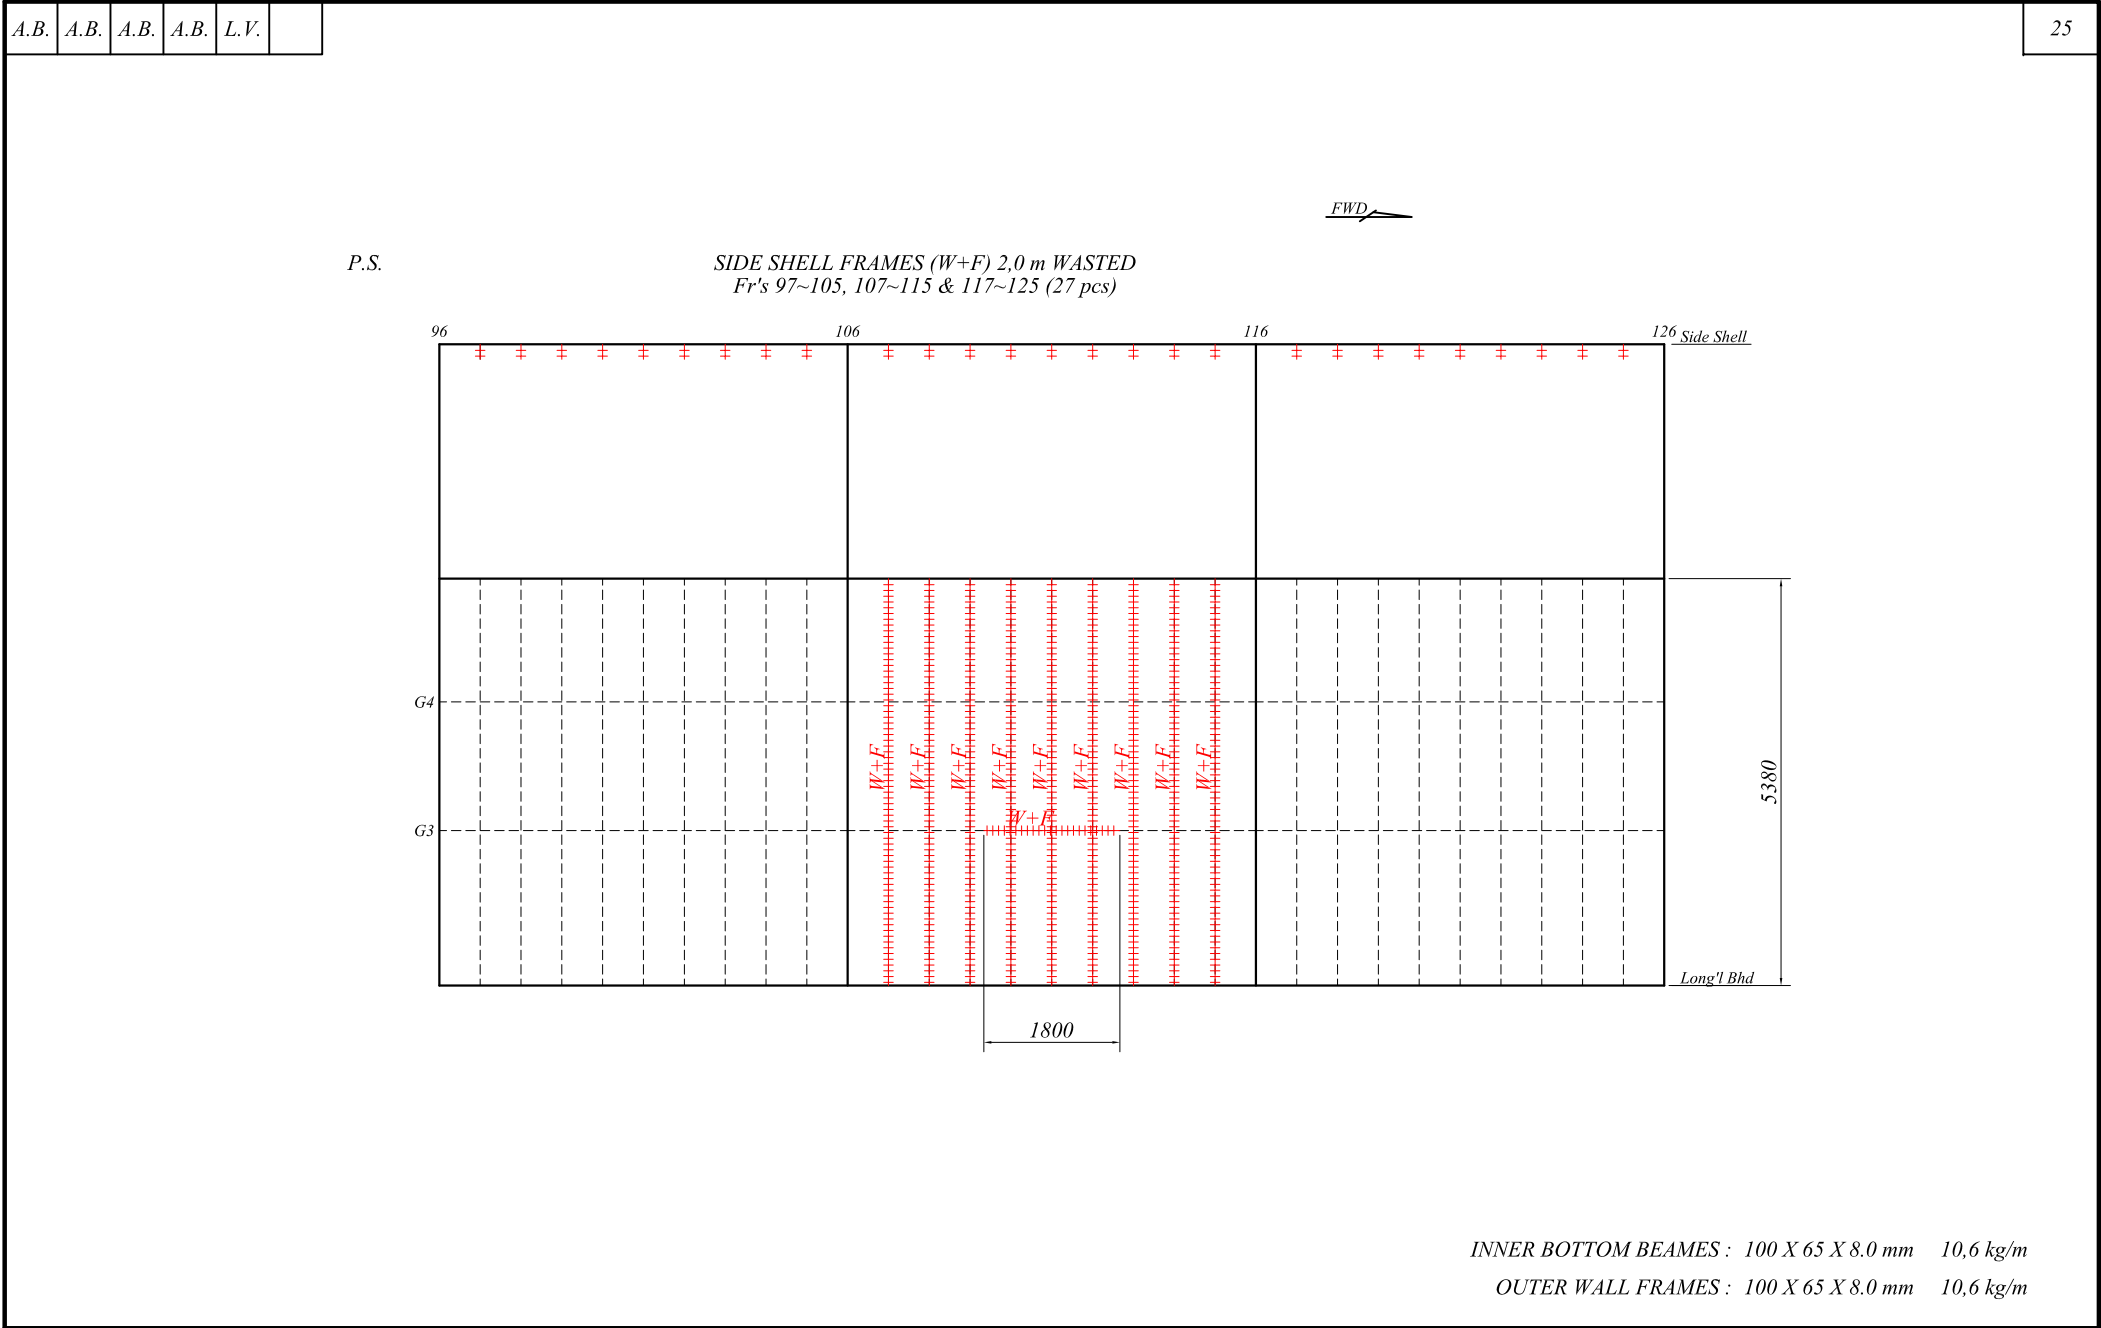 A.B. A.B. A.B. A.B. L.V.
25
FWD
P.S.
SIDE SHELL FRAMES (W+F) 2,0 m WASTED
Fr's 97~105, 107~115 & 117~125 (27 pcs)
96 106 116 126
Side Shell
G4
W+F W+F W+F W+F W+F W+F W+F W+F W+F
5380
W+F
G3
Long'l Bhd
1800
INNER BOTTOM BEAMES : 100 X 65 X 8.0 mm 10,6 kg/m
OUTER WALL FRAMES : 100 X 65 X 8.0 mm 10,6 kg/m